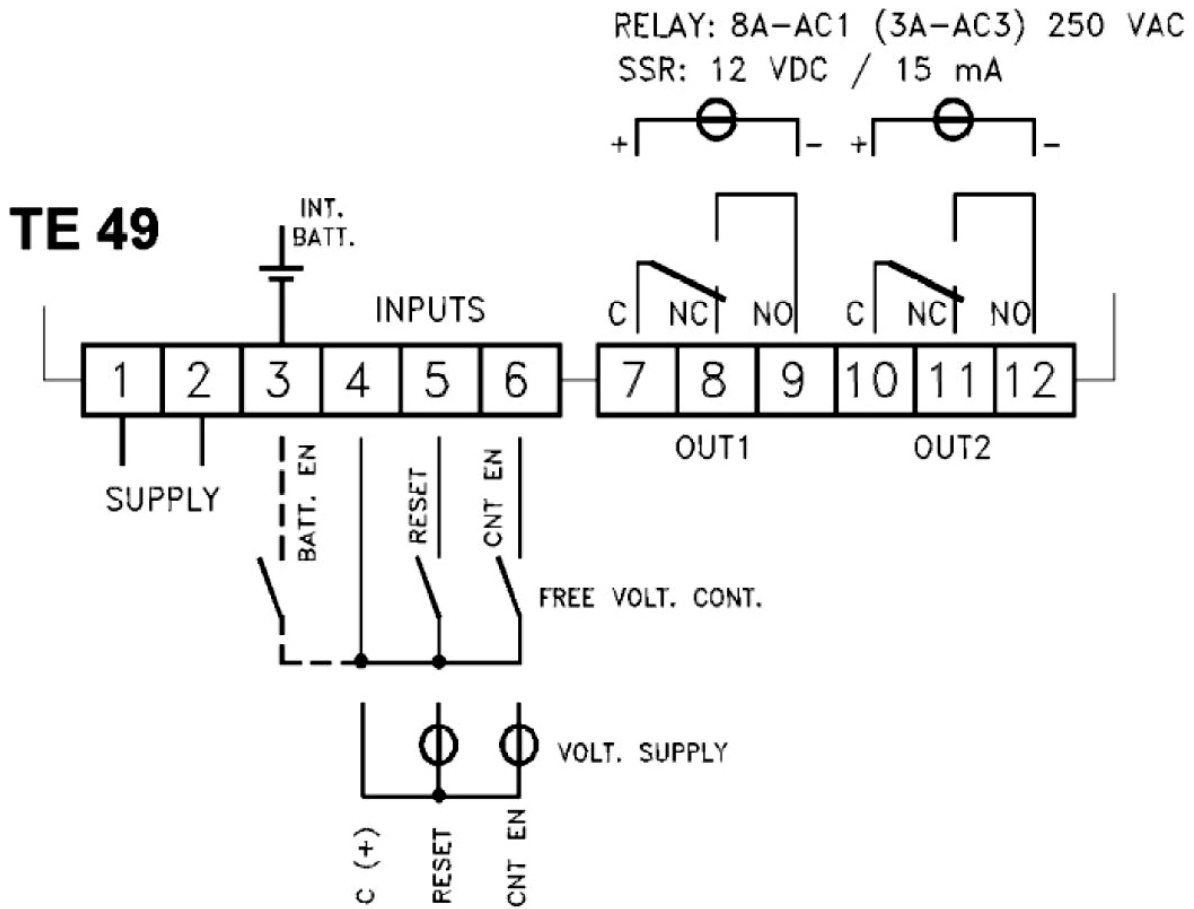 RELAY: 8A-AC1 (3A-AC3) 250 VAC
SSR: 12 VDC / 15 mA
+ - + -
TE 49
INT.
BATT.
INPUTS
C NC NO C NC NO
1 2 3 4 5 6 7 8 9 10 11 12
SUPPLY
OUT1 OUT2
BATT. EN
RESET
CNT EN
FREE VOLT. CONT.
VOLT. SUPPLY
C (+)
RESET
CNT EN